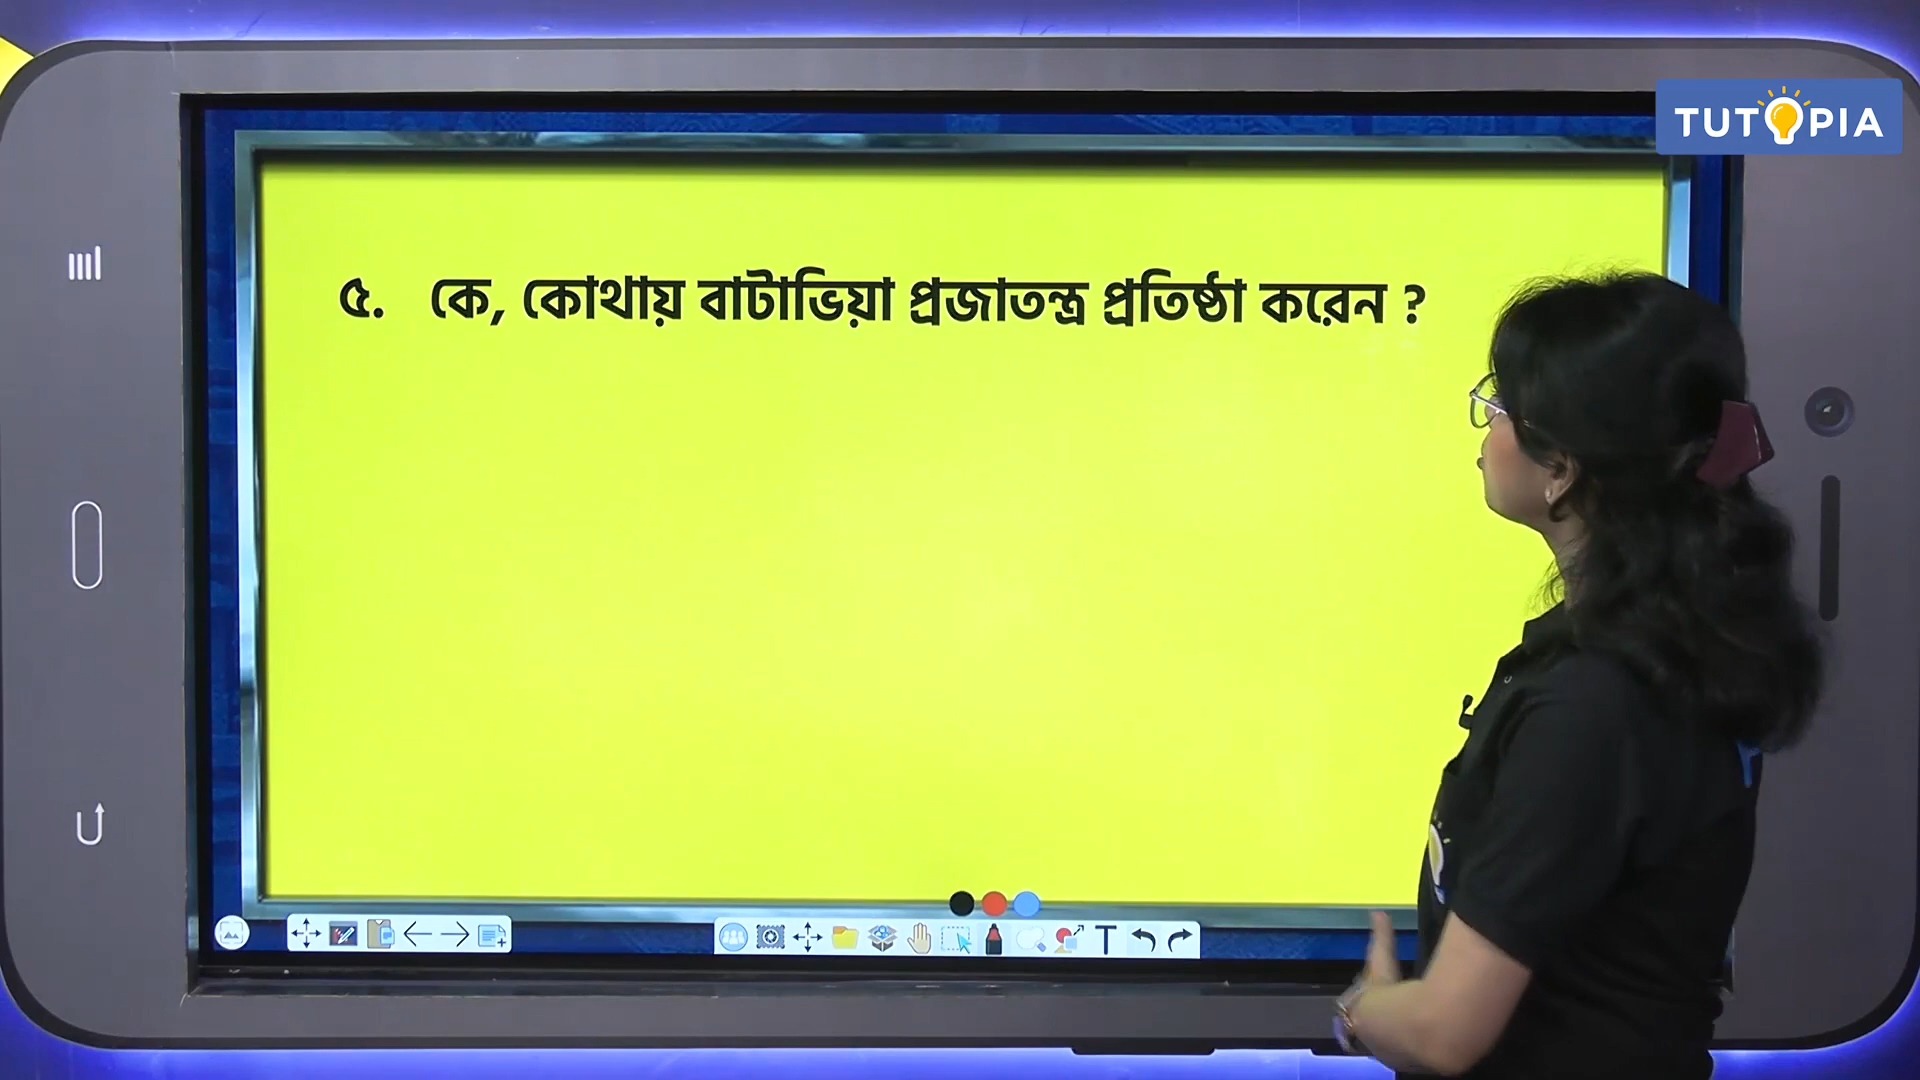 TUTOPIA
৫. কে, কোথায় বাটাভিয়া প্রজাতন্ত্র প্রতিষ্ঠা করেন ?
T